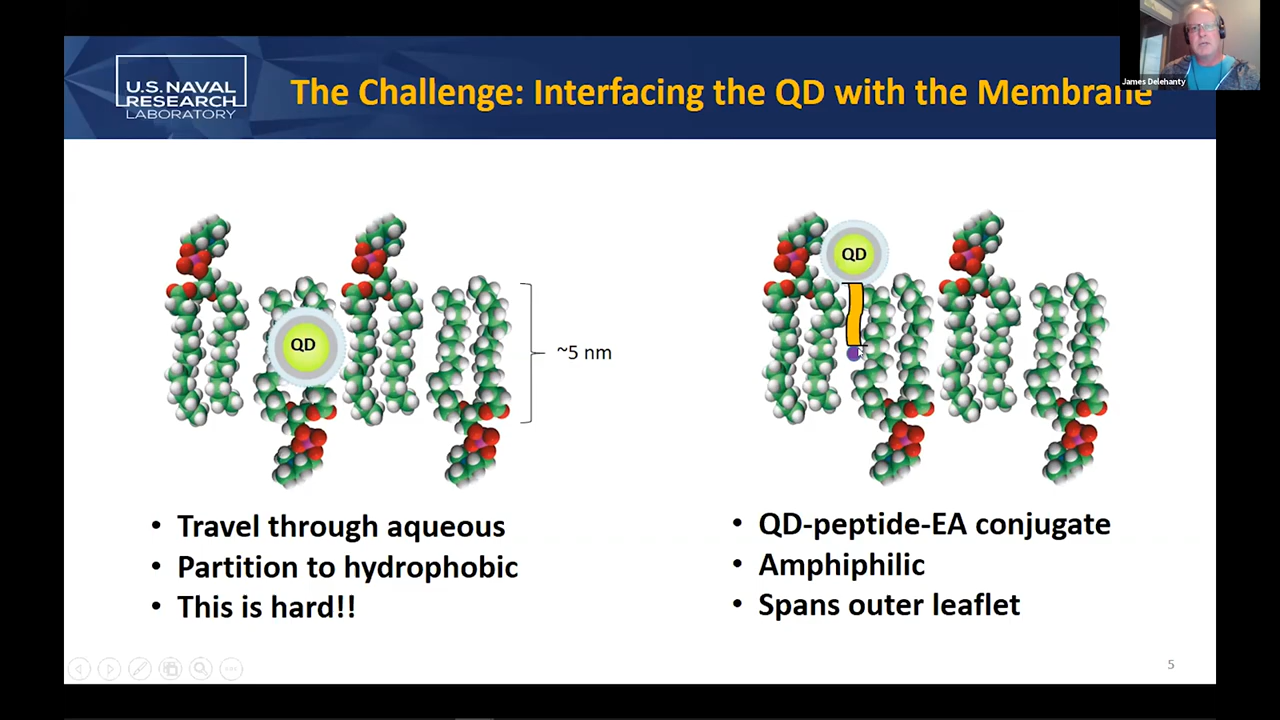 U.S. NAVAL
RESEARCH
LABORATORY
The Challenge: Interfacing the QD with the Membrane
James Delehanty
QD
~5 nm
QD
• Travel through aqueous
• Partition to hydrophobic
• This is hard!!
• QD-peptide-EA conjugate
• Amphiphilic
• Spans outer leaflet
5